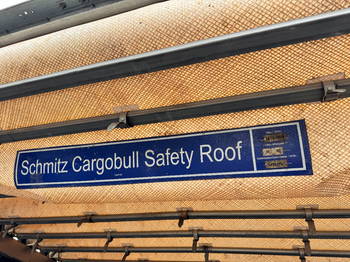 Schmitz Cargobull Safety Roof